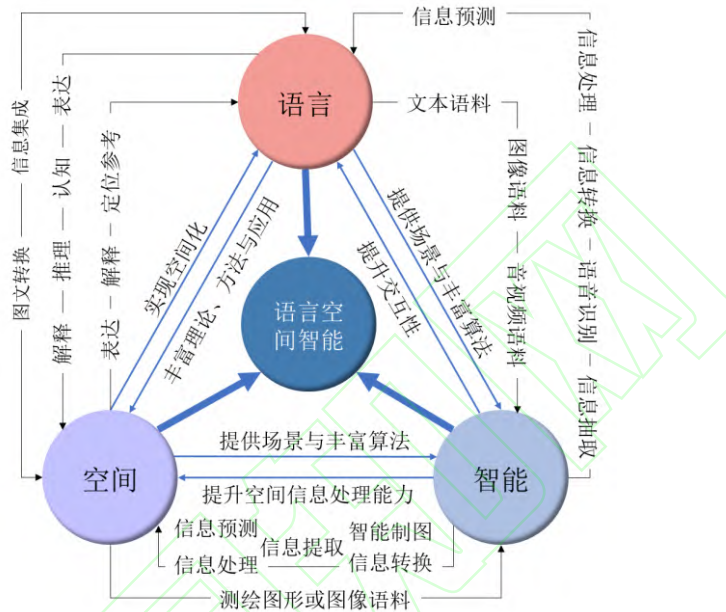 信息预测
语言
文本语料
信息集成
图文转换
表达
认知
推理
解释
定位参考
解释
表达
图像语料
音视频语料
信息处理
信息转换
语音识别
信息抽取
实现空间化
丰富理论、方法与应用
提供场景与丰富算法
提升交互性
语言空
间智能
空间
提供场景与丰富算法
智能
提升空间信息处理能力
信息预测
信息处理
信息提取
智能制图
信息转换
测绘图形或图像语料